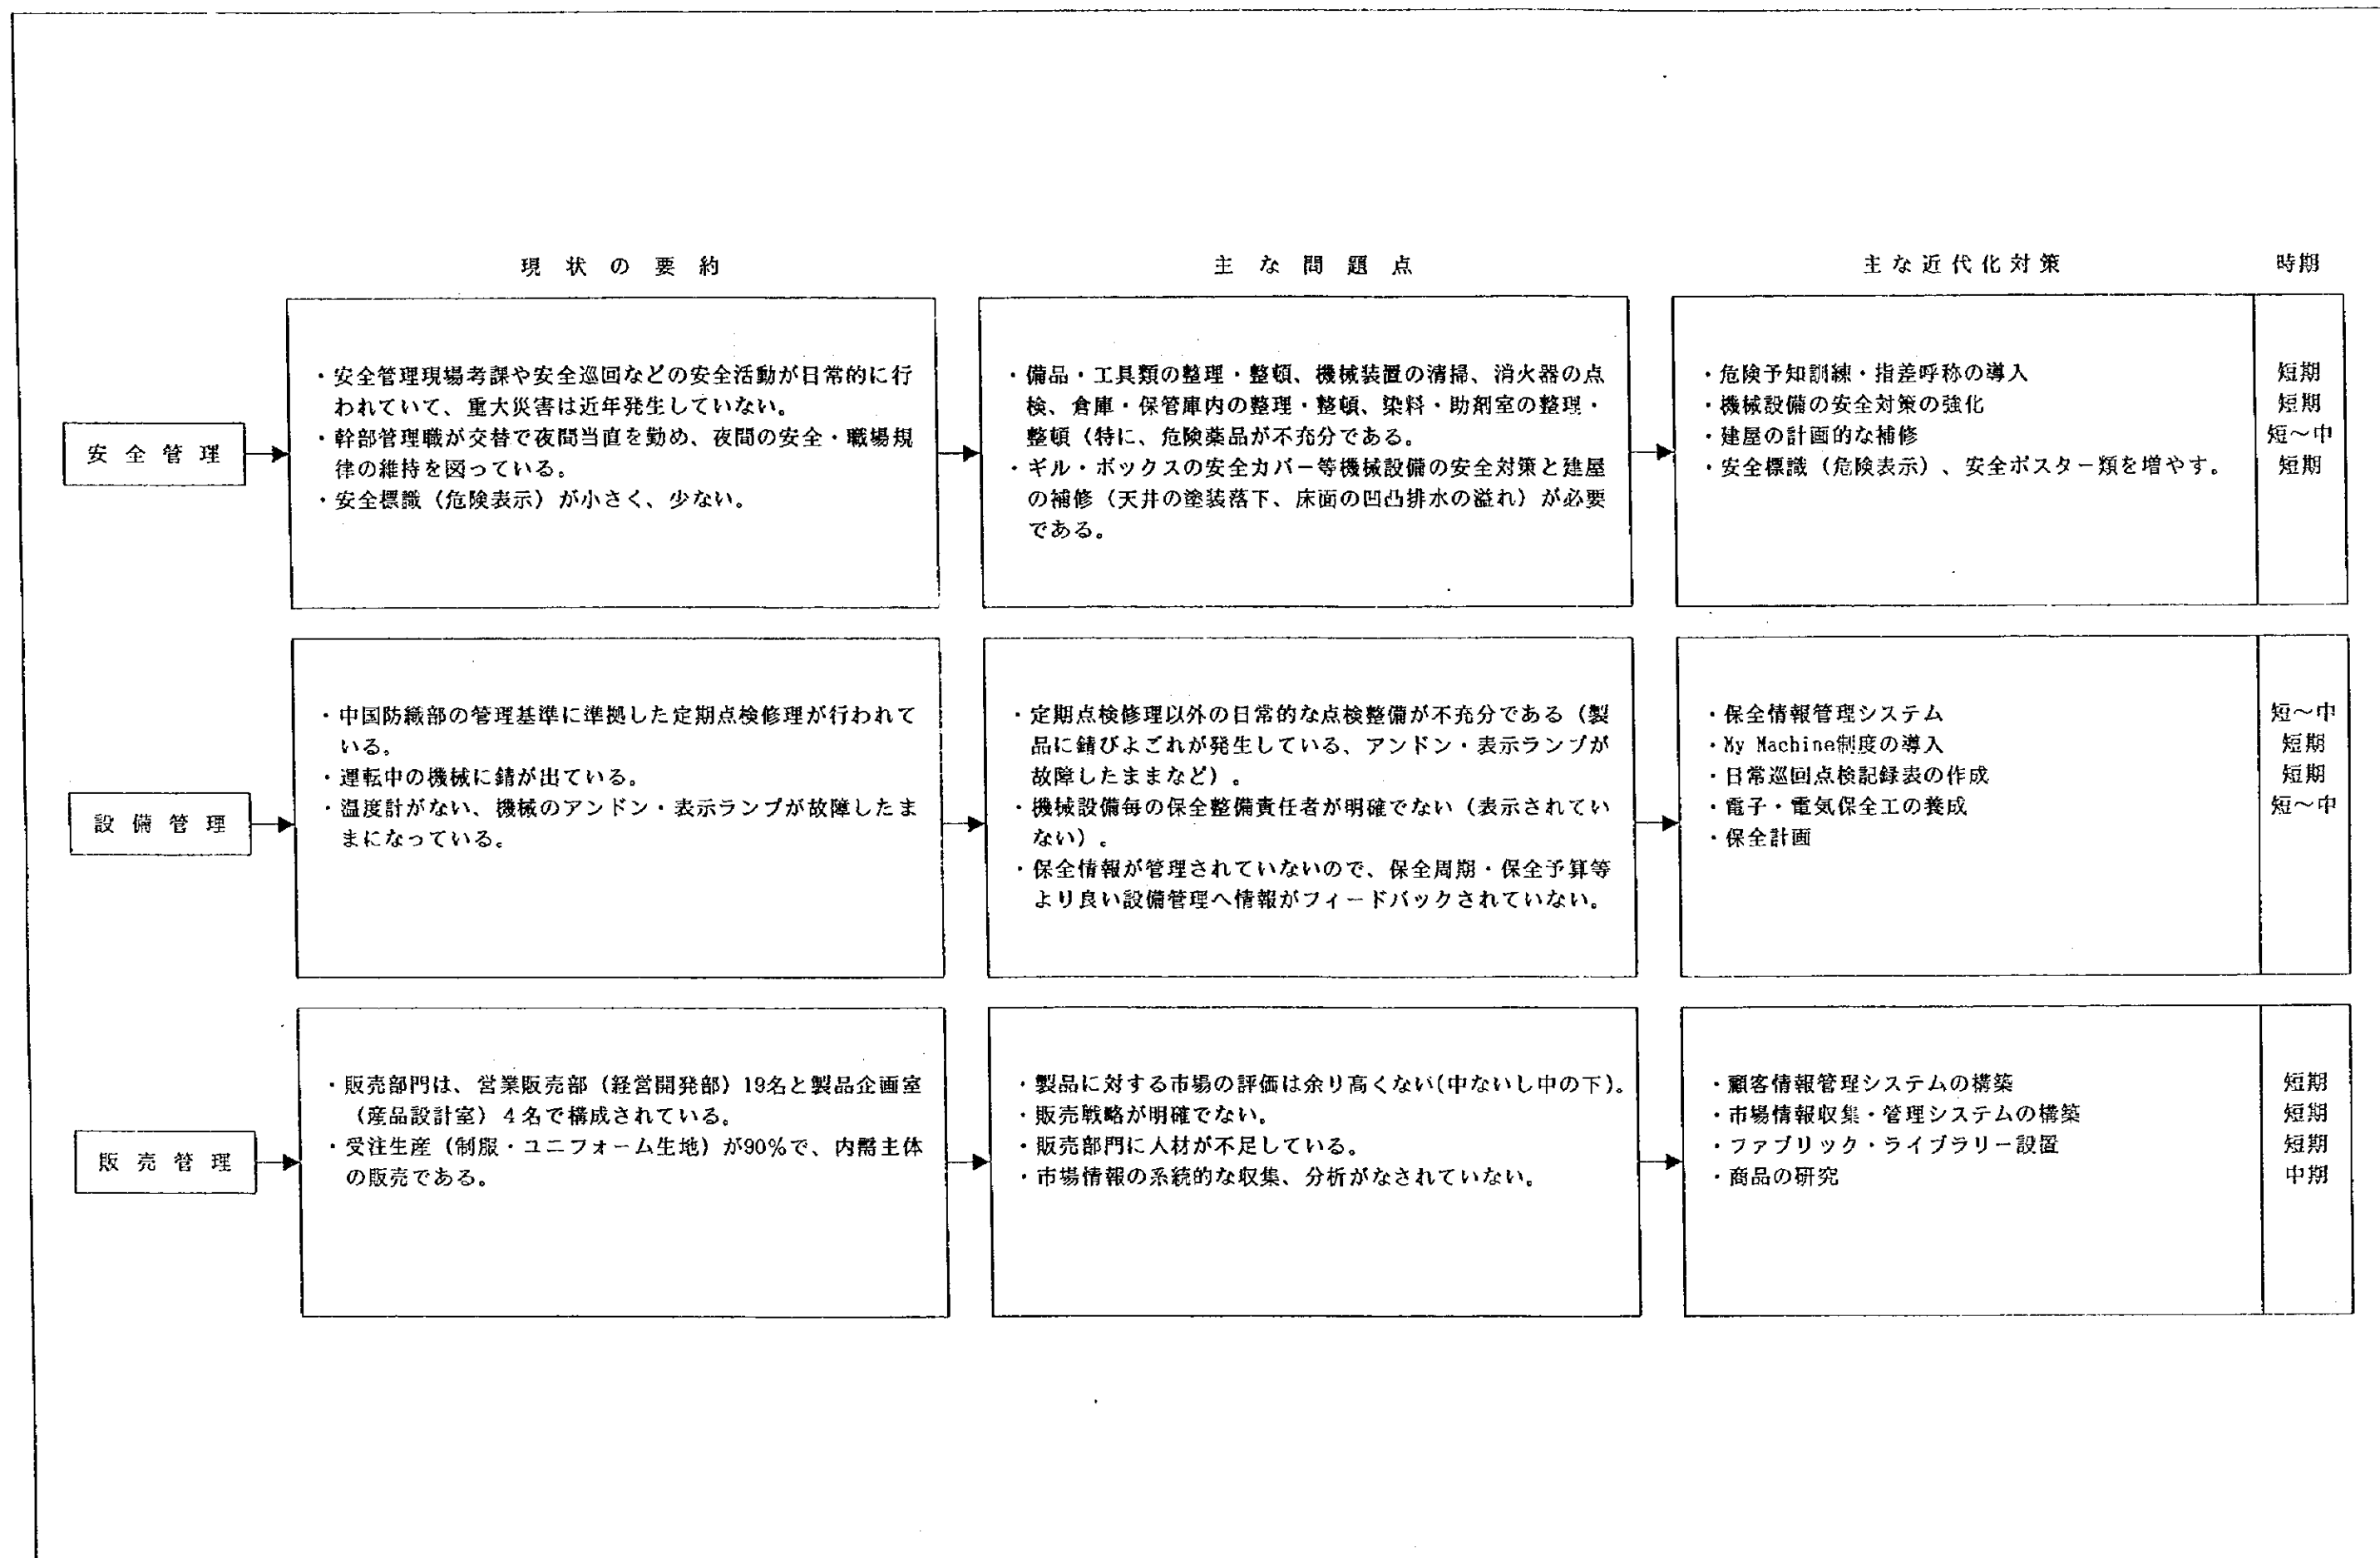 現状の要約
主な問題点
主な近代化対策
時期
安全管理
・安全管理現場考課や安全巡回などの安全活動が日常的に行
われていて、重大災害は近年発生していない。
・幹部管理職が交替で夜間当直を勤め、夜間の安全・職場規
律の維持を図っている。
・安全標識（危険表示）が小さく、少ない。
・備品・工具類の整理・整頓、機械装置の清掃、消火器の点
検、倉庫・保管庫内の整理・整頓、染料・助剤室の整理・
整頓（特に、危険薬品が不充分である。
・ギル・ボックスの安全カバー等機械設備の安全対策と建屋
の補修（天井の塗装落下、床面の凹凸排水の溢れ）が必要
である。
・危険予知訓練・指差呼称の導入
・機械設備の安全対策の強化
・建屋の計画的な補修
・安全標識（危険表示）、安全ポスター類を増やす。
短期
短期
短～中
短期
設備管理
・中国防織部の管理基準に準拠した定期点検修理が行われて
いる。
・運転中の機械に錆が出ている。
・温度計がない、機械のアンドン・表示ランプが故障したま
まになっている。
・定期点検修理以外の日常的な点検整備が不充分である（製
品に錆びよごれが発生している、アンドン・表示ランプが
故障したままなど）。
・機械設備毎の保全整備責任者が明確でない（表示されてい
ない）。
・保全情報が管理されていないので、保全周期・保全予算等
より良い設備管理へ情報がフィードバックされていない。
・保全情報管理システム
・My Machine制度の導入
・日常巡回点検記録表の作成
・電子・電気保全工の養成
・保全計画
短～中
短期
短期
短～中
販売管理
・販売部門は、営業販売部（経営開発部）19名と製品企画室
（産品設計室）4名で構成されている。
・受注生産（制服・ユニフォーム生地）が90％で、内需主体
の販売である。
・製品に対する市場の評価は余り高くない(中ないし中の下)。
・販売戦略が明確でない。
・販売部門に人材が不足している。
・市場情報の系統的な収集、分析がなされていない。
・顧客情報管理システムの構築
・市場情報収集・管理システムの構築
・ファブリック・ライブラリー設置
・商品の研究
短期
短期
短期
中期